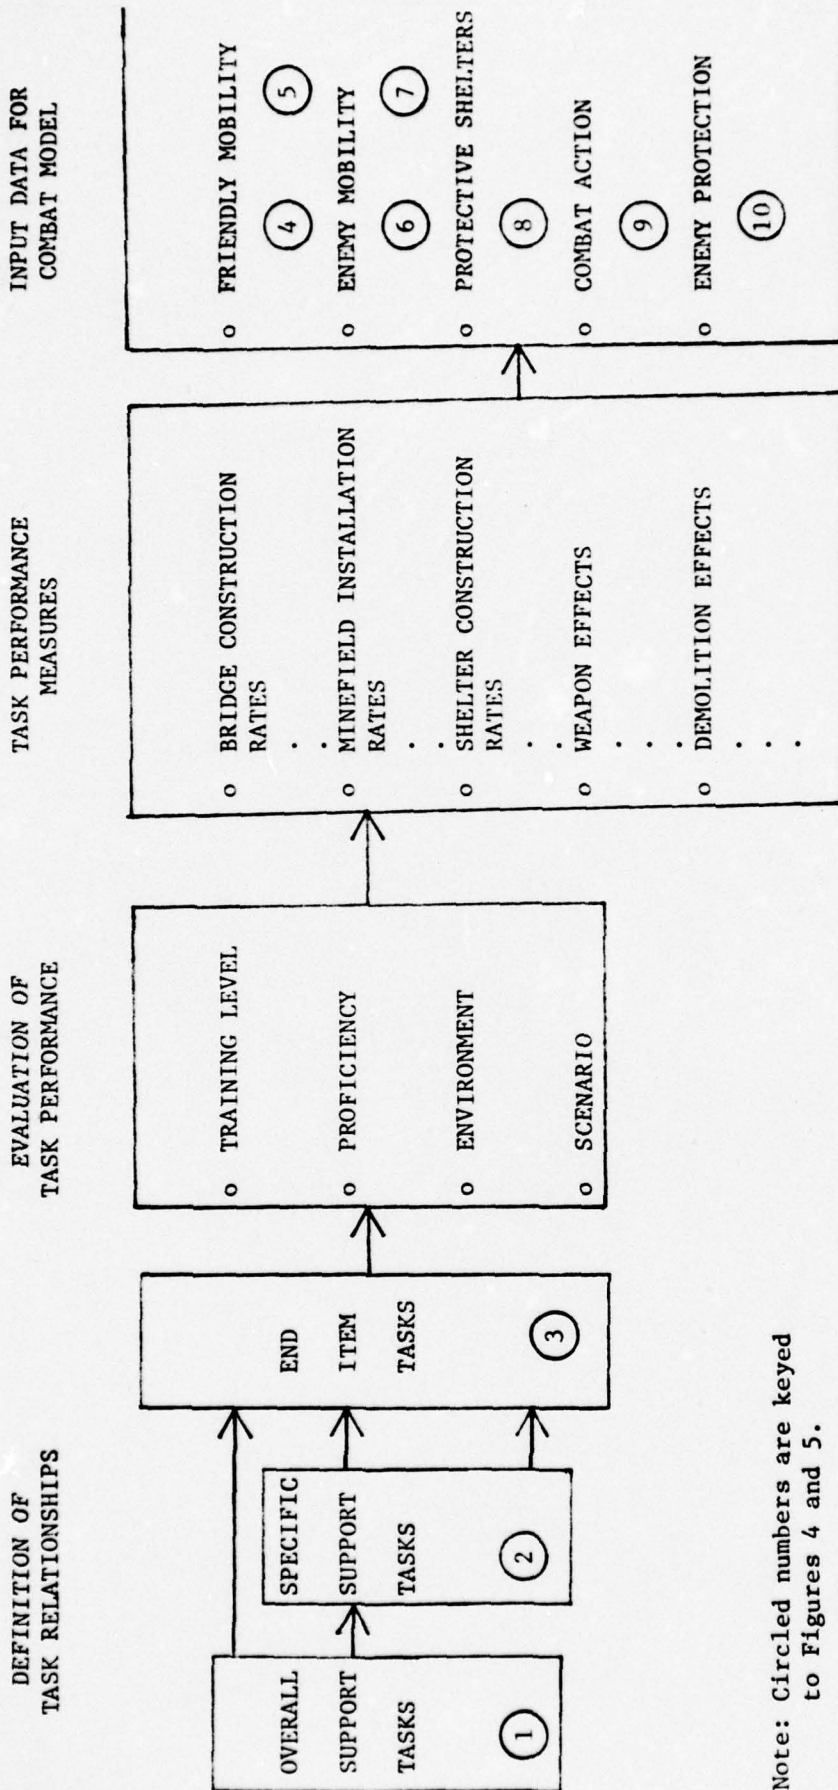 DEFINITION OF
TASK RELATIONSHIPS
OVERALL
SUPPORT
TASKS
1
SPECIFIC
SUPPORT
TASKS
2
END
ITEM
TASKS
3
EVALUATION OF
TASK PERFORMANCE
o TRAINING LEVEL
o PROFICIENCY
o ENVIRONMENT
o SCENARIO
TASK PERFORMANCE
MEASURES
o BRIDGE CONSTRUCTION
RATES
.
.
o MINEFIELD INSTALLATION
RATES
.
.
o SHELTER CONSTRUCTION
RATES
.
.
o WEAPON EFFECTS
.
.
.
o DEMOLITION EFFECTS
.
.
.
INPUT DATA FOR
COMBAT MODEL
o FRIENDLY MOBILITY
4 5
o ENEMY MOBILITY
6 7
o PROTECTIVE SHELTERS
8
o COMBAT ACTION
9
o ENEMY PROTECTION
10
Note: Circled numbers are keyed
to Figures 4 and 5.